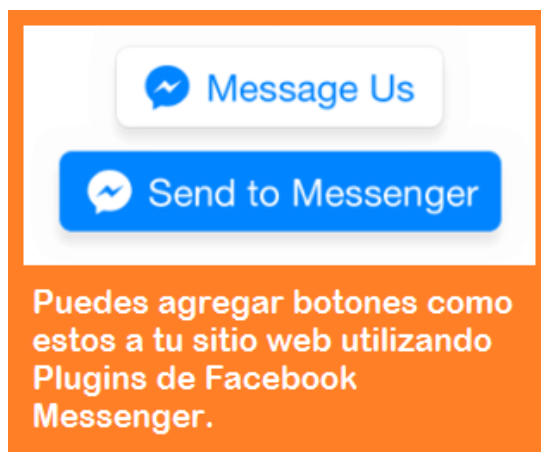 Message Us
Send to Messenger
Puedes agregar botones como
estos a tu sitio web utilizando
Plugins de Facebook
Messenger.